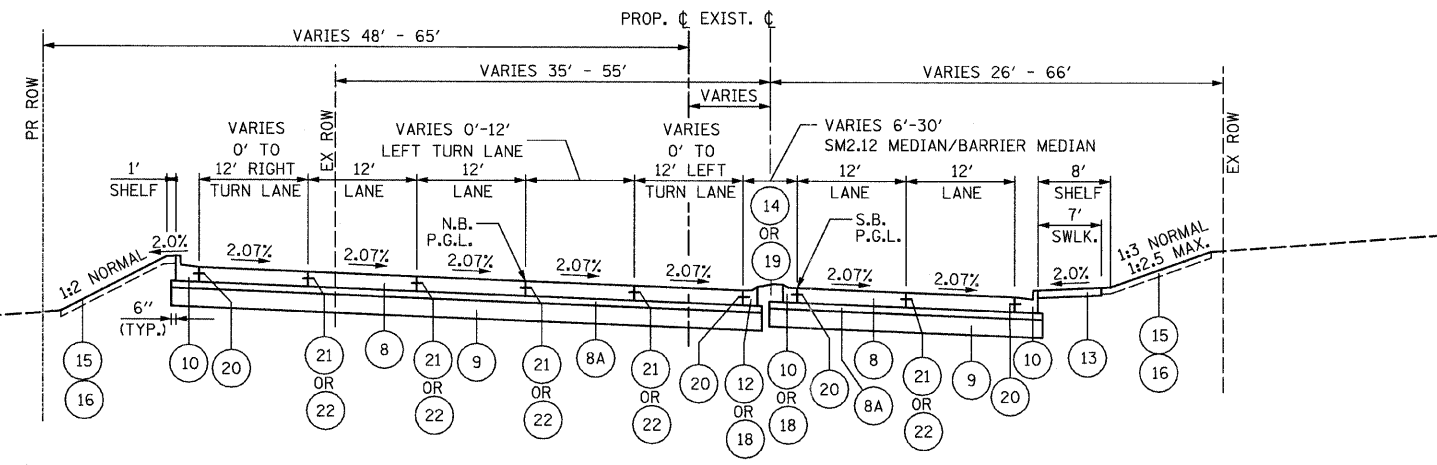 PROP. ℄ EXIST. ℄
VARIES 48' - 65'
VARIES 35' - 55'
VARIES 26' - 66'
VARIES
PR ROW
EX ROW
EX ROW
VARIES
0' TO
12' RIGHT
TURN LANE
VARIES 0'-12'
LEFT TURN LANE
VARIES
0' TO
12' LEFT
TURN LANE
VARIES 6'-30'
SM2.12 MEDIAN/BARRIER MEDIAN
1'
SHELF
12'
LANE
12'
LANE
12'
LANE
12'
LANE
8'
SHELF
7'
SWLK.
14
OR
19
N.B.
P.G.L.
S.B.
P.G.L.
1:2 NORMAL
2.0%
2.07%
2.07%
2.07%
2.07%
2.07%
2.07%
2.07%
2.0%
1:3 NORMAL
1:2.5 MAX.
6"
(TYP.)
15
16
10
20
21
OR
22
8
21
OR
22
9
21
OR
22
8A
21
OR
22
20
12
OR
18
10
OR
18
20
8A
8
21
OR
22
9
20
10
13
15
16